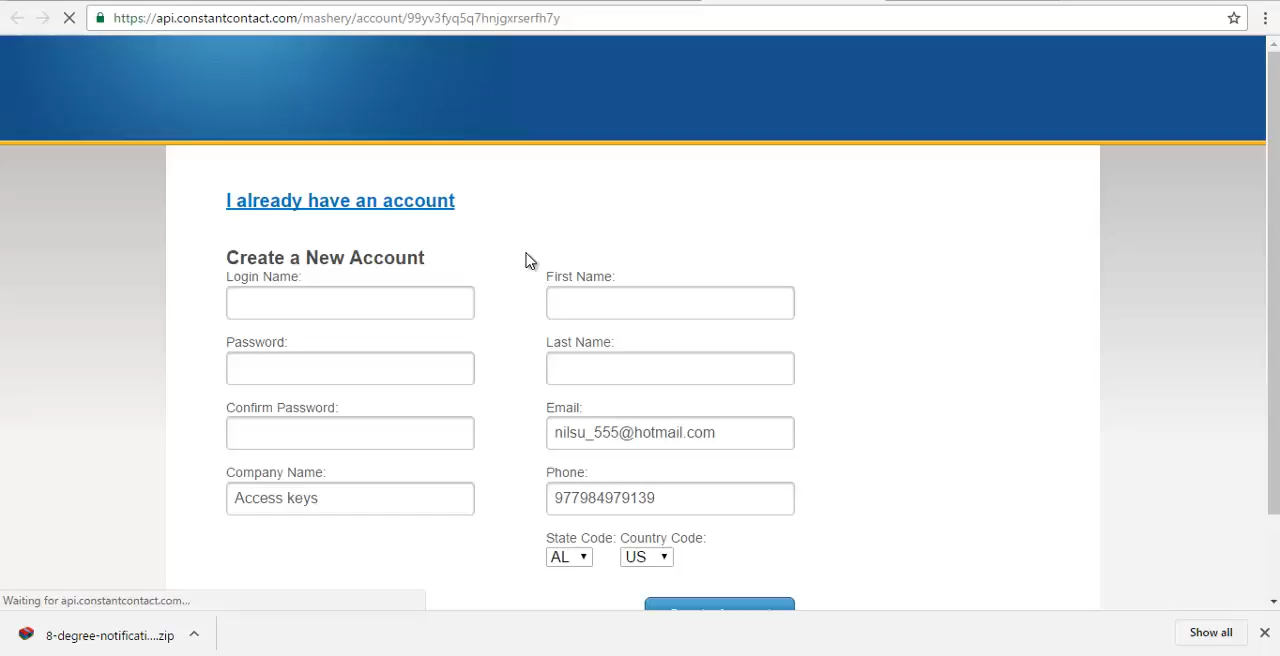 https://api.constantcontact.com/mashery/account/99yv3fyq5q7hnjgxrserfh7y
I already have an account
Create a New Account
Login Name:
First Name:
Password:
Last Name:
Confirm Password:
Email:
nilsu_555@hotmail.com
Company Name:
Phone:
Access keys
977984979139
State Code: Country Code:
AL
US
Waiting for api.constantcontact.com...
8-degree-notificati....zip
Show all